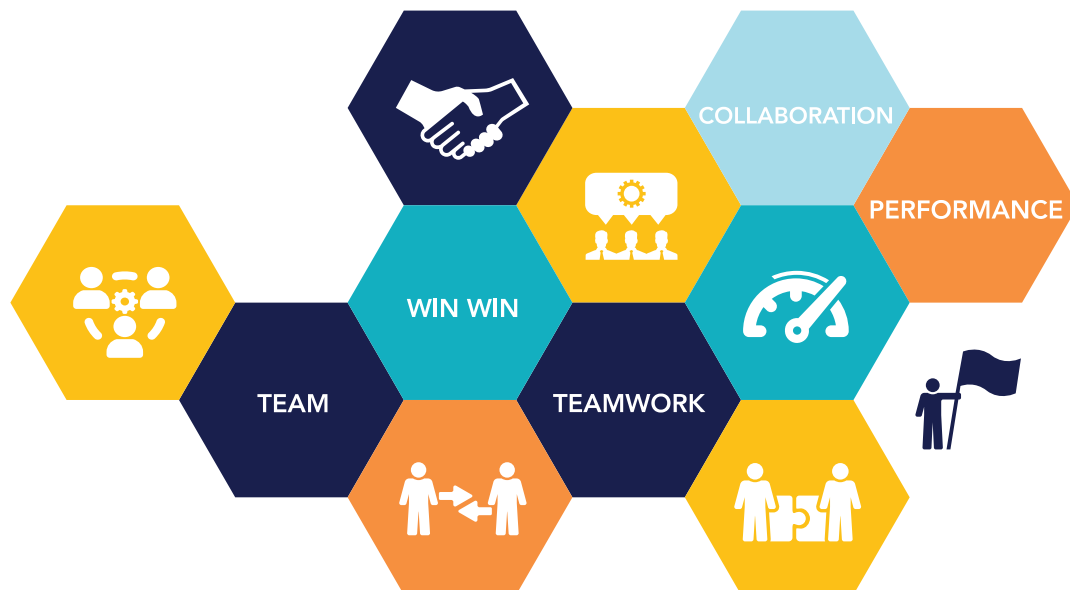 COLLABORATION
PERFORMANCE
WIN WIN
TEAM
TEAMWORK